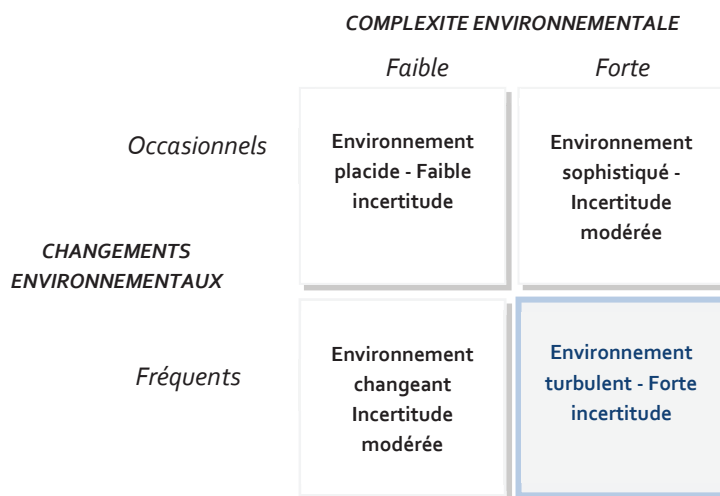 COMPLEXITE ENVIRONNEMENTALE
Faible
Forte
Occasionnels
Environnement
placide - Faible
incertitude
Environnement
sophistiqué -
Incertitude
modérée
CHANGEMENTS
ENVIRONNEMENTAUX
Fréquents
Environnement
changeant
Incertitude
modérée
Environnement
turbulent - Forte
incertitude